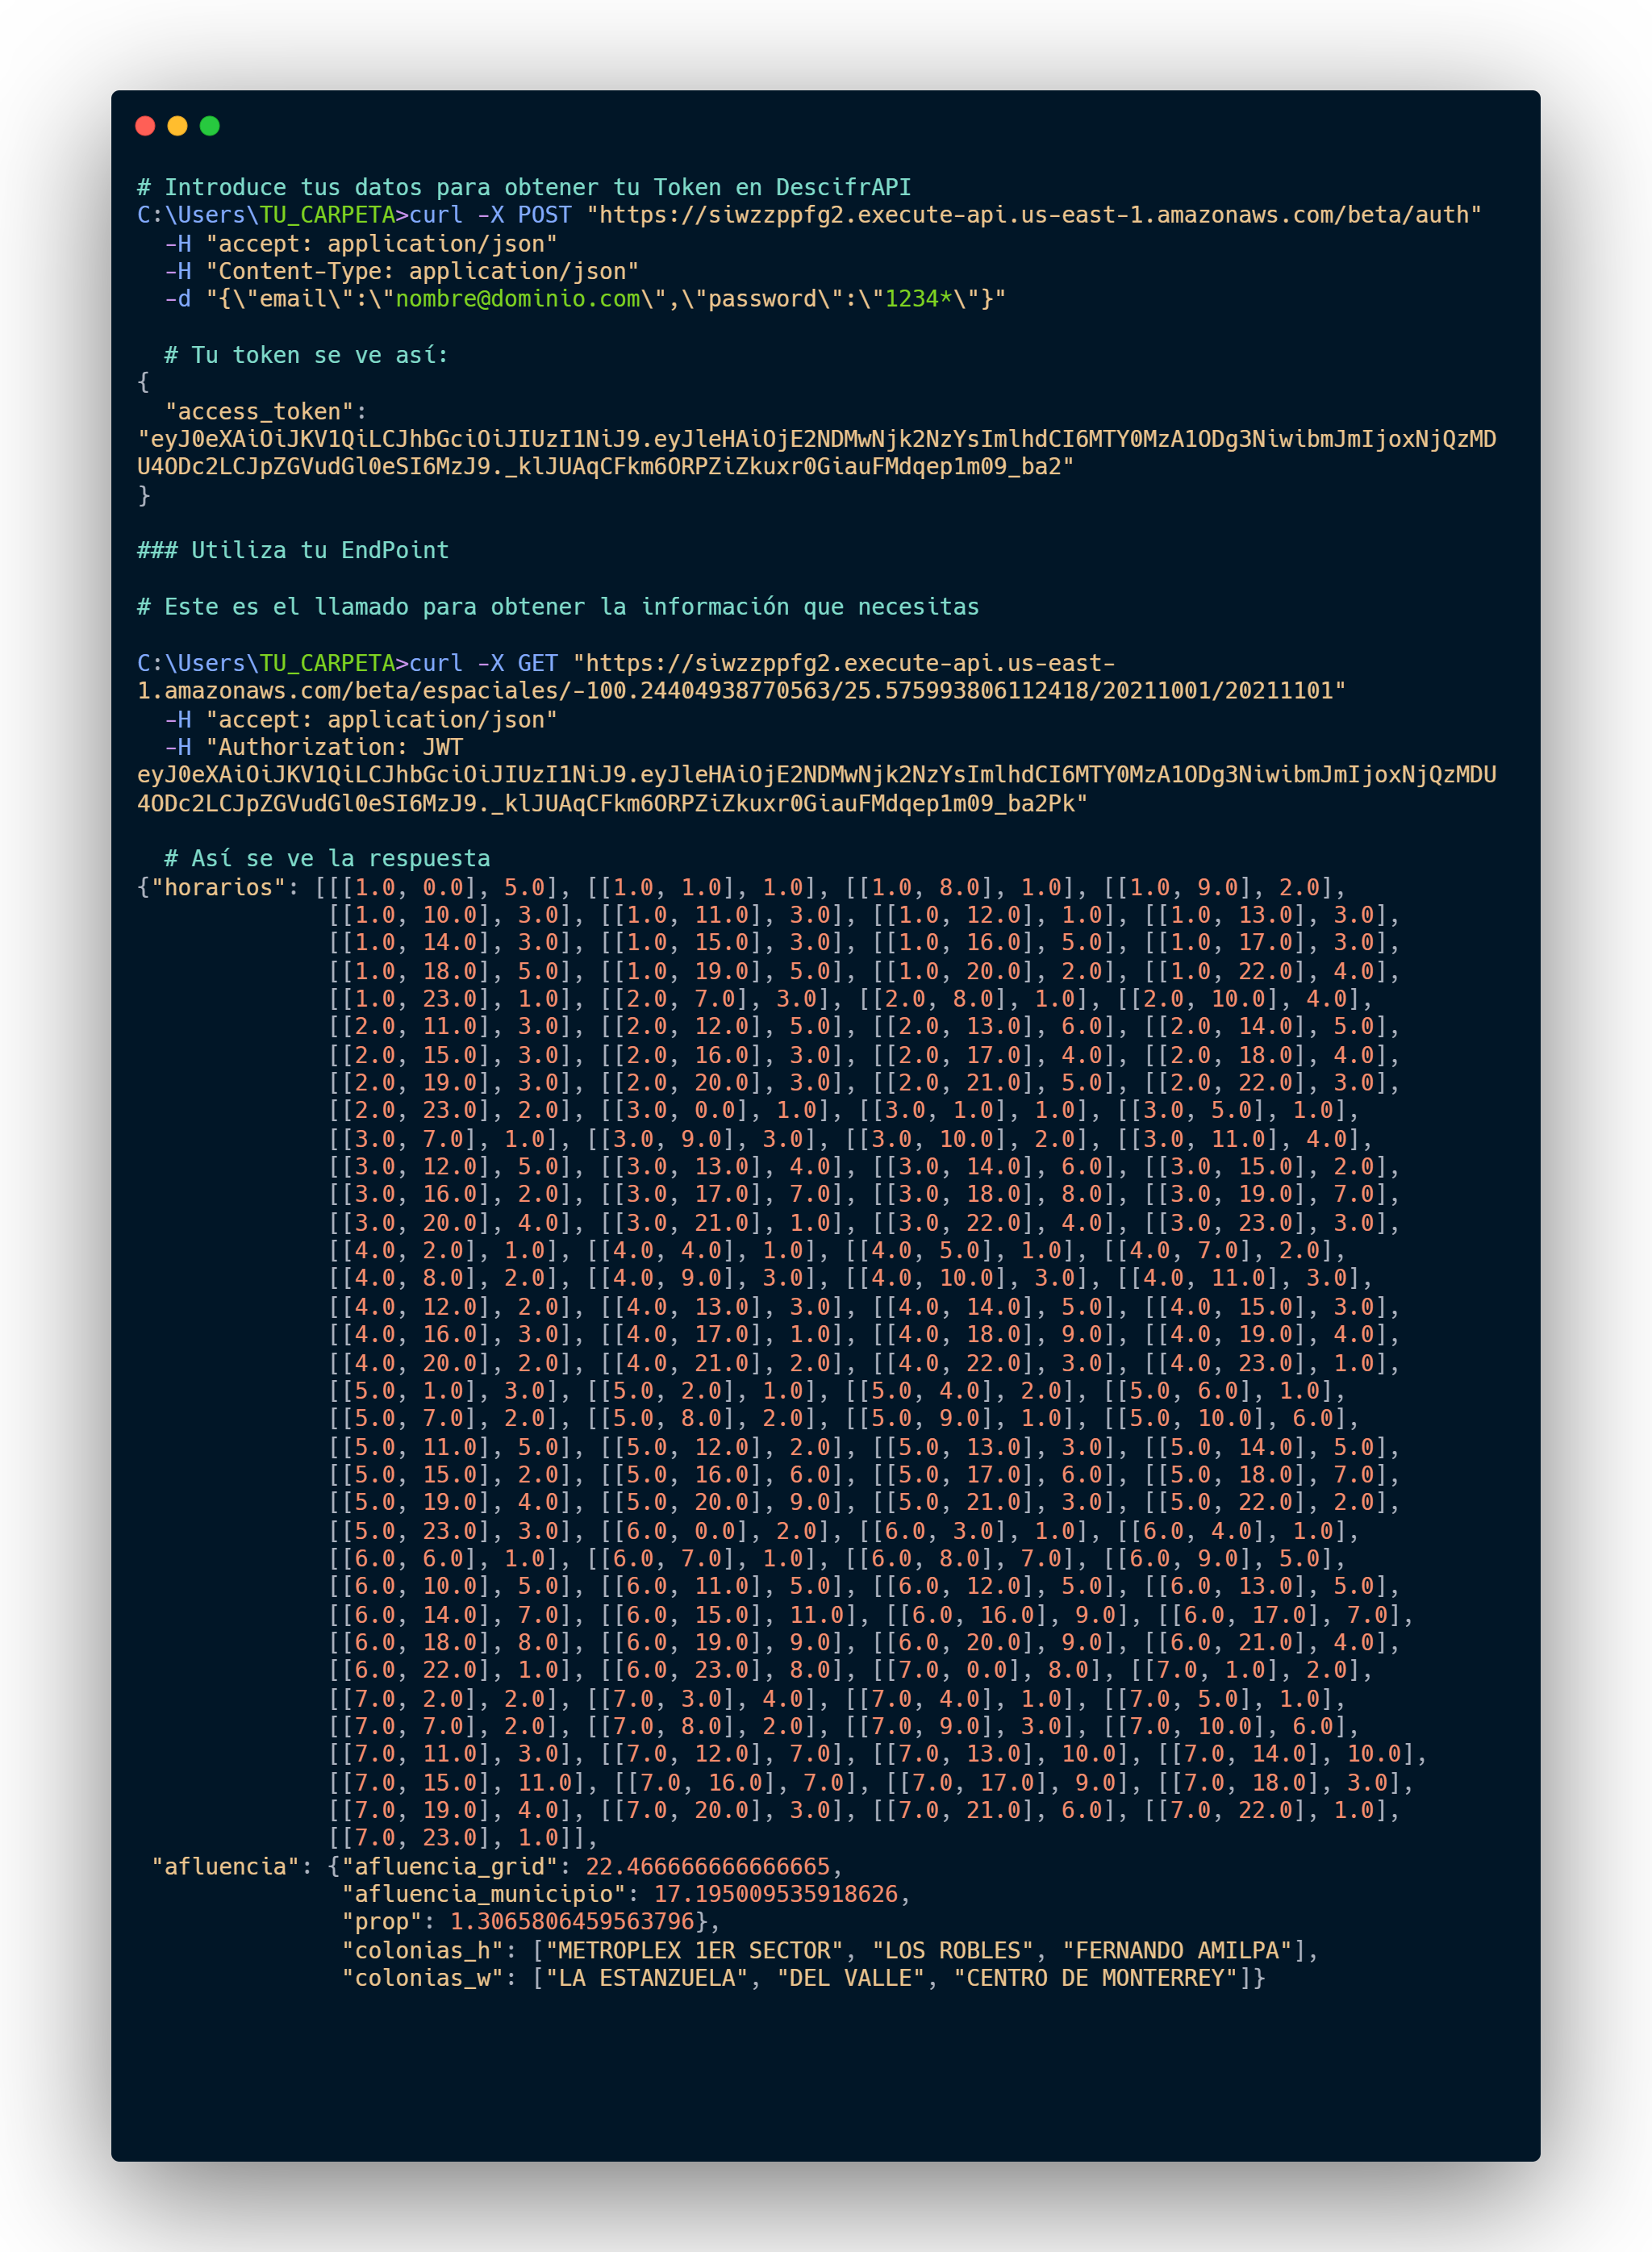 # Introduce tus datos para obtener tu Token en DescifrAPI
C:\Users\TU_CARPETA>curl -X POST "https://siwzzppfg2.execute-api.us-east-1.amazonaws.com/beta/auth"
  -H "accept: application/json"
  -H "Content-Type: application/json"
  -d "{\"email\":\"nombre@dominio.com\",\"password\":\"1234*\"}"
  # Tu token se ve así:
{
  "access_token":
"eyJ0eXAiOiJKV1QiLCJhbGciOiJIUzI1NiJ9.eyJleHAiOjE2NDMwNjk2NzYsImlhdCI6MTY0MzA1ODg3NiwibmJmIjoxNjQzMD
U4ODc2LCJpZGVudGl0eSI6MzJ9._klJUAqCFkm6ORPZiZkuxr0GiauFMdqep1m09_ba2"
}
### Utiliza tu EndPoint
# Este es el llamado para obtener la información que necesitas
C:\Users\TU_CARPETA>curl -X GET "https://siwzzppfg2.execute-api.us-east-
1.amazonaws.com/beta/espaciales/-100.24404938770563/25.575993806112418/20211001/20211101"
  -H "accept: application/json"
  -H "Authorization: JWT
eyJ0eXAiOiJKV1QiLCJhbGciOiJIUzI1NiJ9.eyJleHAiOjE2NDMwNjk2NzYsImlhdCI6MTY0MzA1ODg3NiwibmJmIjoxNjQzMDU
4ODc2LCJpZGVudGl0eSI6MzJ9._klJUAqCFkm6ORPZiZkuxr0GiauFMdqep1m09_ba2Pk"
  # Así se ve la respuesta
{"horarios": [[[1.0, 0.0], 5.0], [[1.0, 1.0], 1.0], [[1.0, 8.0], 1.0], [[1.0, 9.0], 2.0],
[[1.0, 10.0], 3.0], [[1.0, 11.0], 3.0], [[1.0, 12.0], 1.0], [[1.0, 13.0], 3.0],
[[1.0, 14.0], 3.0], [[1.0, 15.0], 3.0], [[1.0, 16.0], 5.0], [[1.0, 17.0], 3.0],
[[1.0, 18.0], 5.0], [[1.0, 19.0], 5.0], [[1.0, 20.0], 2.0], [[1.0, 22.0], 4.0],
[[1.0, 23.0], 1.0], [[2.0, 7.0], 3.0], [[2.0, 8.0], 1.0], [[2.0, 10.0], 4.0],
[[2.0, 11.0], 3.0], [[2.0, 12.0], 5.0], [[2.0, 13.0], 6.0], [[2.0, 14.0], 5.0],
[[2.0, 15.0], 3.0], [[2.0, 16.0], 3.0], [[2.0, 17.0], 4.0], [[2.0, 18.0], 4.0],
[[2.0, 19.0], 3.0], [[2.0, 20.0], 3.0], [[2.0, 21.0], 5.0], [[2.0, 22.0], 3.0],
[[2.0, 23.0], 2.0], [[3.0, 0.0], 1.0], [[3.0, 1.0], 1.0], [[3.0, 5.0], 1.0],
[[3.0, 7.0], 1.0], [[3.0, 9.0], 3.0], [[3.0, 10.0], 2.0], [[3.0, 11.0], 4.0],
[[3.0, 12.0], 5.0], [[3.0, 13.0], 4.0], [[3.0, 14.0], 6.0], [[3.0, 15.0], 2.0],
[[3.0, 16.0], 2.0], [[3.0, 17.0], 7.0], [[3.0, 18.0], 8.0], [[3.0, 19.0], 7.0],
[[3.0, 20.0], 4.0], [[3.0, 21.0], 1.0], [[3.0, 22.0], 4.0], [[3.0, 23.0], 3.0],
[[4.0, 2.0], 1.0], [[4.0, 4.0], 1.0], [[4.0, 5.0], 1.0], [[4.0, 7.0], 2.0],
[[4.0, 8.0], 2.0], [[4.0, 9.0], 3.0], [[4.0, 10.0], 3.0], [[4.0, 11.0], 3.0],
[[4.0, 12.0], 2.0], [[4.0, 13.0], 3.0], [[4.0, 14.0], 5.0], [[4.0, 15.0], 3.0],
[[4.0, 16.0], 3.0], [[4.0, 17.0], 1.0], [[4.0, 18.0], 9.0], [[4.0, 19.0], 4.0],
[[4.0, 20.0], 2.0], [[4.0, 21.0], 2.0], [[4.0, 22.0], 3.0], [[4.0, 23.0], 1.0],
[[5.0, 1.0], 3.0], [[5.0, 2.0], 1.0], [[5.0, 4.0], 2.0], [[5.0, 6.0], 1.0],
[[5.0, 7.0], 2.0], [[5.0, 8.0], 2.0], [[5.0, 9.0], 1.0], [[5.0, 10.0], 6.0],
[[5.0, 11.0], 5.0], [[5.0, 12.0], 2.0], [[5.0, 13.0], 3.0], [[5.0, 14.0], 5.0],
[[5.0, 15.0], 2.0], [[5.0, 16.0], 6.0], [[5.0, 17.0], 6.0], [[5.0, 18.0], 7.0],
[[5.0, 19.0], 4.0], [[5.0, 20.0], 9.0], [[5.0, 21.0], 3.0], [[5.0, 22.0], 2.0],
[[5.0, 23.0], 3.0], [[6.0, 0.0], 2.0], [[6.0, 3.0], 1.0], [[6.0, 4.0], 1.0],
[[6.0, 6.0], 1.0], [[6.0, 7.0], 1.0], [[6.0, 8.0], 7.0], [[6.0, 9.0], 5.0],
[[6.0, 10.0], 5.0], [[6.0, 11.0], 5.0], [[6.0, 12.0], 5.0], [[6.0, 13.0], 5.0],
[[6.0, 14.0], 7.0], [[6.0, 15.0], 11.0], [[6.0, 16.0], 9.0], [[6.0, 17.0], 7.0],
[[6.0, 18.0], 8.0], [[6.0, 19.0], 9.0], [[6.0, 20.0], 9.0], [[6.0, 21.0], 4.0],
[[6.0, 22.0], 1.0], [[6.0, 23.0], 8.0], [[7.0, 0.0], 8.0], [[7.0, 1.0], 2.0],
[[7.0, 2.0], 2.0], [[7.0, 3.0], 4.0], [[7.0, 4.0], 1.0], [[7.0, 5.0], 1.0],
[[7.0, 7.0], 2.0], [[7.0, 8.0], 2.0], [[7.0, 9.0], 3.0], [[7.0, 10.0], 6.0],
[[7.0, 11.0], 3.0], [[7.0, 12.0], 7.0], [[7.0, 13.0], 10.0], [[7.0, 14.0], 10.0],
[[7.0, 15.0], 11.0], [[7.0, 16.0], 7.0], [[7.0, 17.0], 9.0], [[7.0, 18.0], 3.0],
[[7.0, 19.0], 4.0], [[7.0, 20.0], 3.0], [[7.0, 21.0], 6.0], [[7.0, 22.0], 1.0],
[[7.0, 23.0], 1.0]],
"afluencia": {"afluencia_grid": 22.466666666666665,
"afluencia_municipio": 17.195009535918626,
"prop": 1.3065806459563796},
"colonias_h": ["METROPLEX 1ER SECTOR", "LOS ROBLES", "FERNANDO AMILPA"],
"colonias_w": ["LA ESTANZUELA", "DEL VALLE", "CENTRO DE MONTERREY"]}